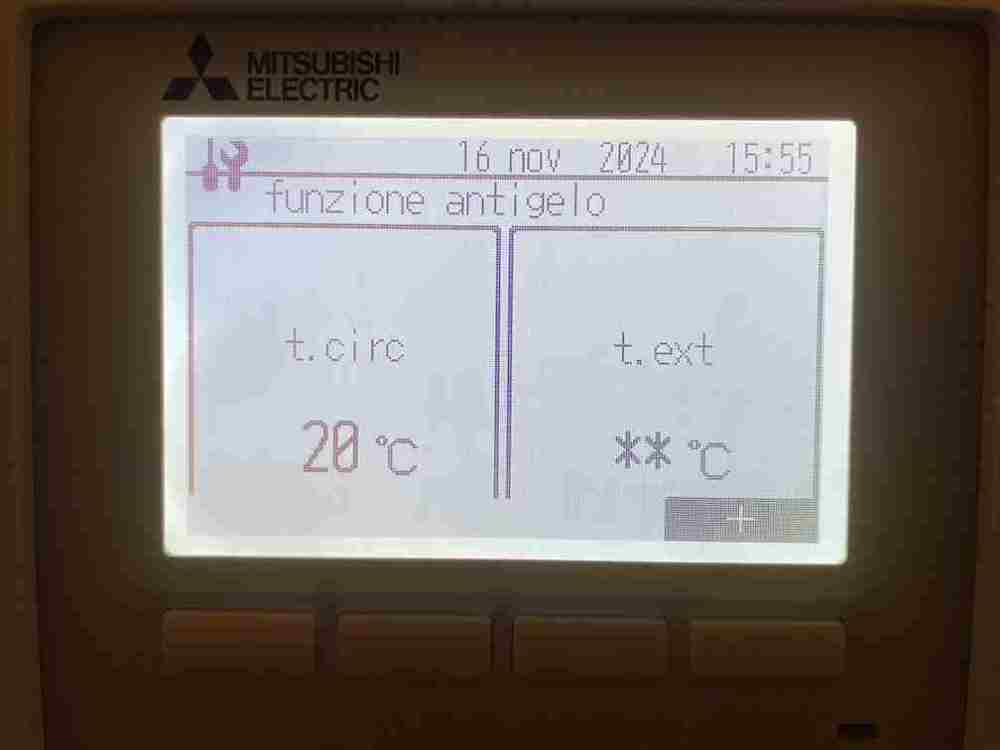 MITSUBISHI
ELECTRIC
16 nov 2024 15:55
funzione antigelo
t.circ
t.ext
20 °C
** °C
+